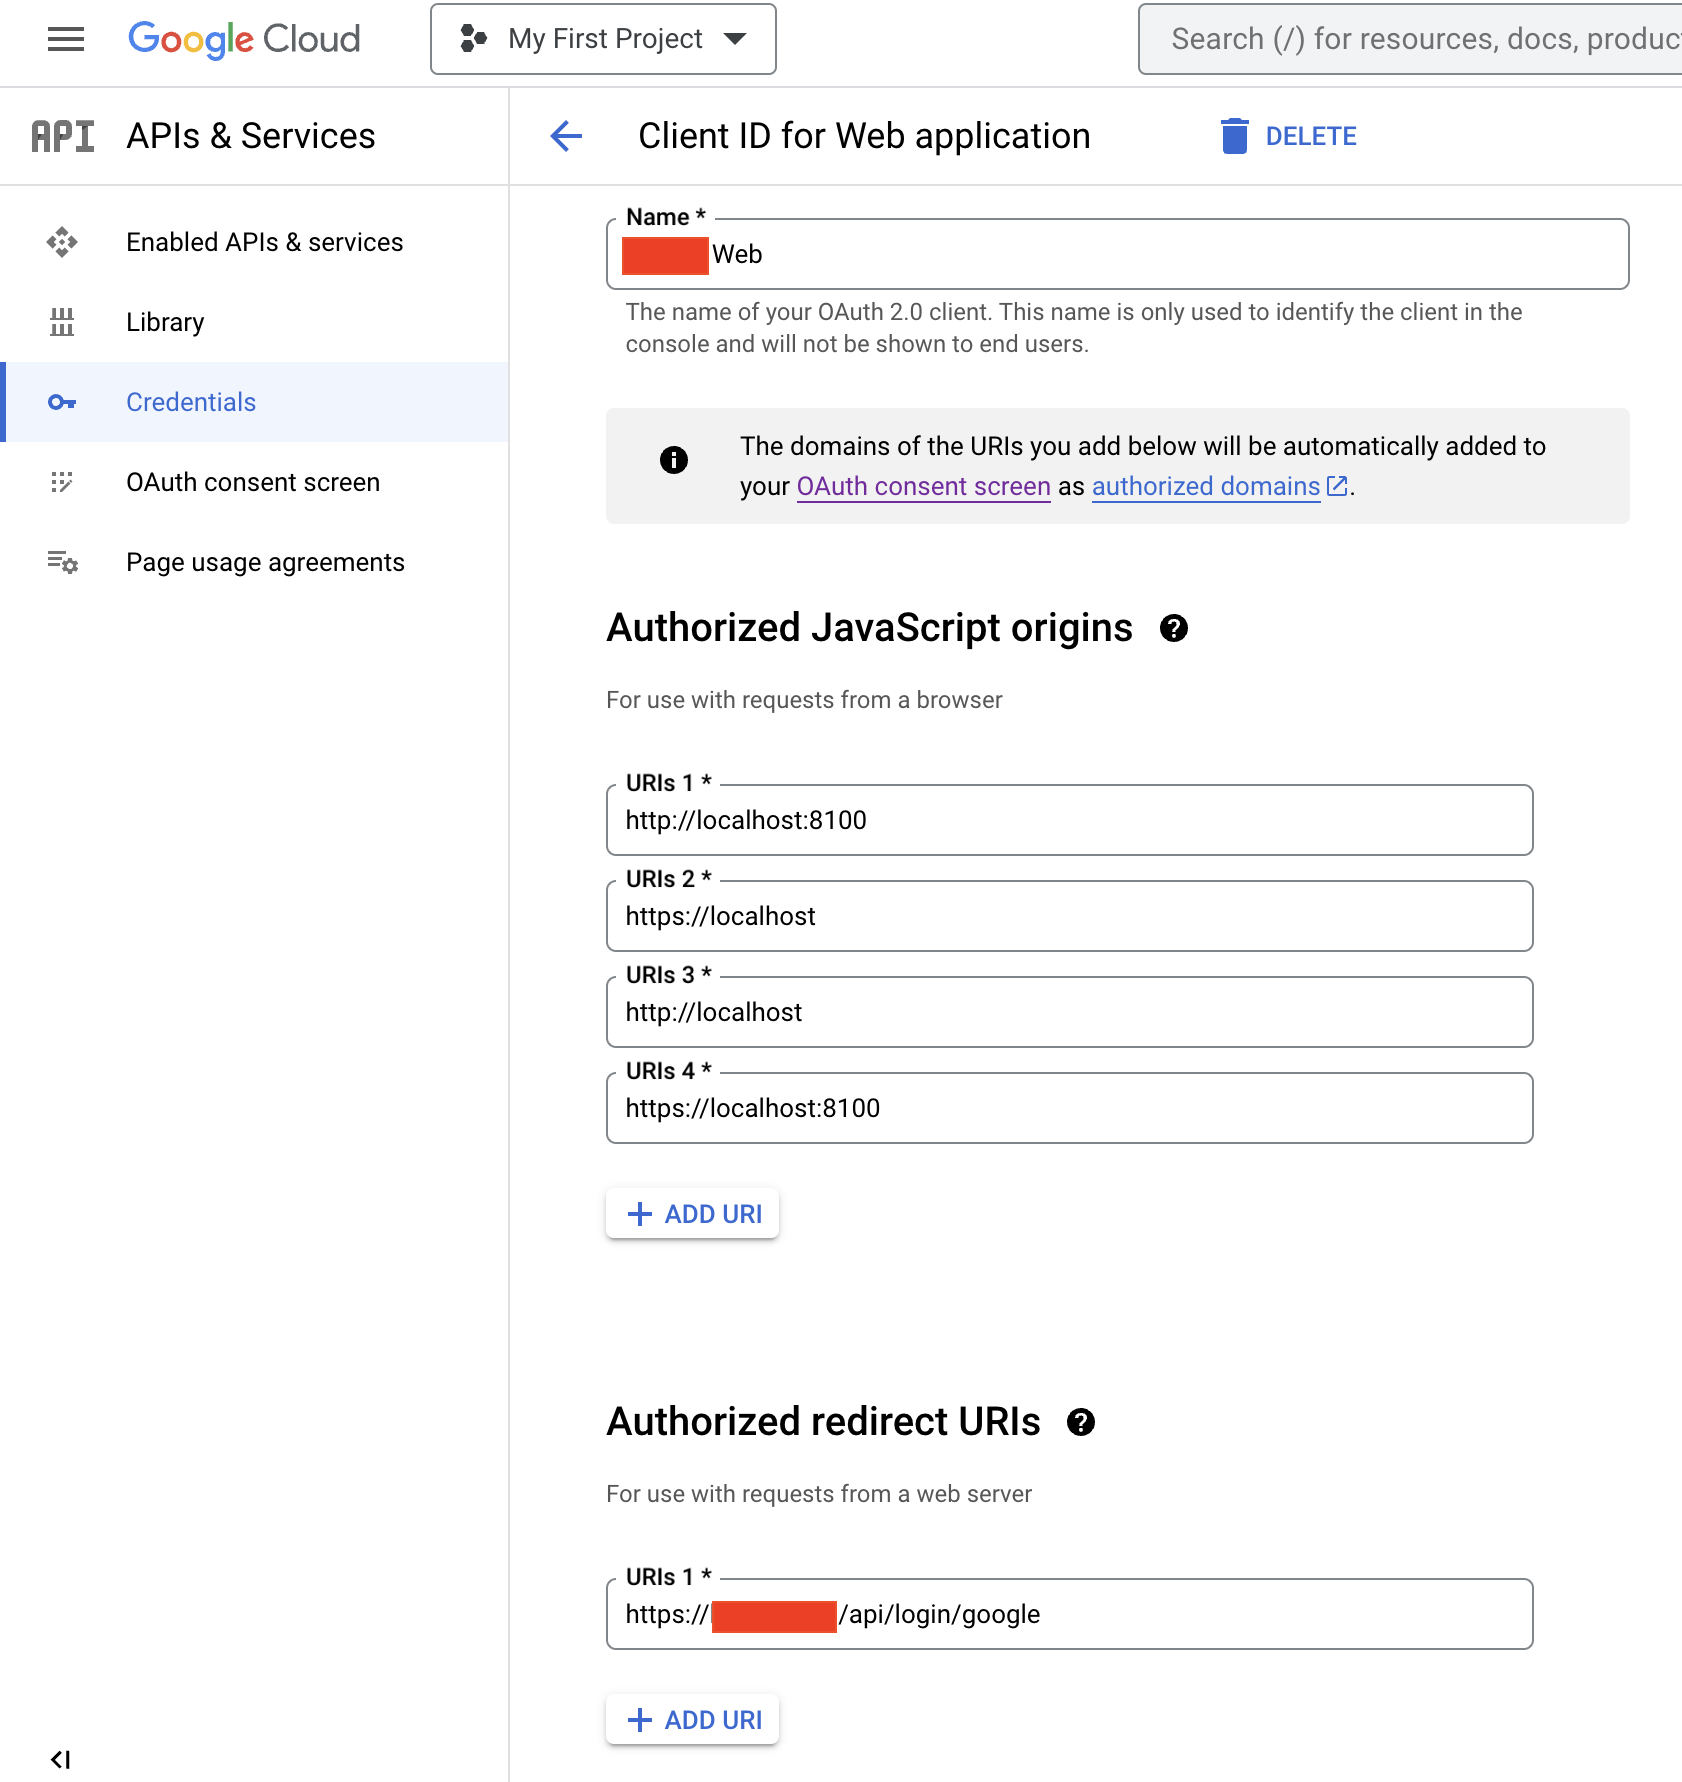 Google Cloud
My First Project
Search (/) for resources, docs, produc
API APIs & Services
Client ID for Web application
DELETE
Enabled APIs & services
Library
Credentials
OAuth consent screen
Page usage agreements
Name *
Web
The name of your OAuth 2.0 client. This name is only used to identify the client in the
console and will not be shown to end users.
The domains of the URIs you add below will be automatically added to
your OAuth consent screen as authorized domains.
Authorized JavaScript origins
For use with requests from a browser
URIs 1 *
http://localhost:8100
URIs 2 *
https://localhost
URIs 3 *
http://localhost
URIs 4 *
https://localhost:8100
ADD URI
Authorized redirect URIs
For use with requests from a web server
URIs 1 *
https:// /api/login/google
ADD URI